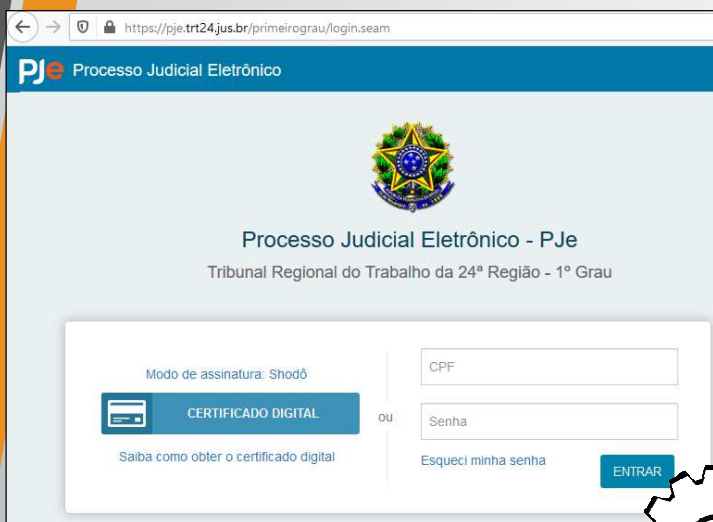 https://pje.trt24.jus.br/primeirograu/login.seam
PJe Processo Judicial Eletrônico
Processo Judicial Eletrônico - PJe
Tribunal Regional do Trabalho da 24ª Região - 1º Grau
Modo de assinatura: Shodô
CERTIFICADO DIGITAL
Saiba como obter o certificado digital
ou
CPF
Senha
Esqueci minha senha
ENTRAR